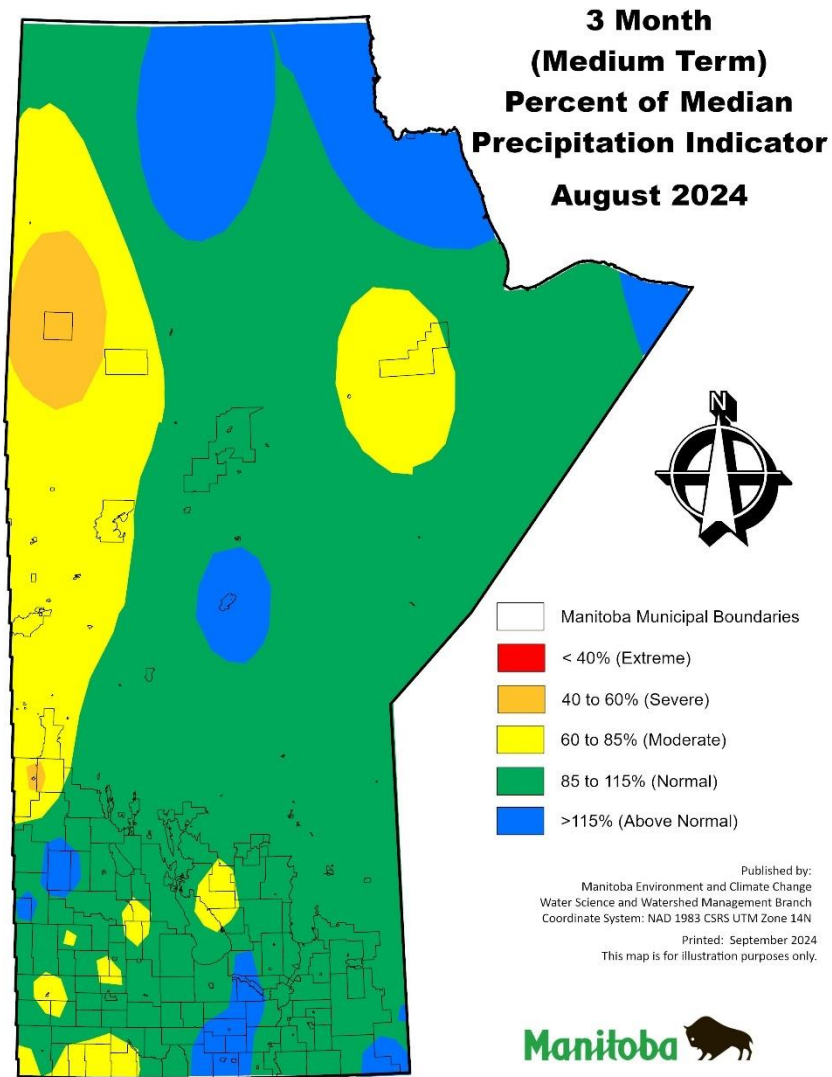 3 Month
(Medium Term)
Percent of Median
Precipitation Indicator
August 2024
N
Manitoba Municipal Boundaries
< 40% (Extreme)
40 to 60% (Severe)
60 to 85% (Moderate)
85 to 115% (Normal)
>115% (Above Normal)
Published by:
Manitoba Environment and Climate Change
Water Science and Watershed Management Branch
Coordinate System: NAD 1983 CSRS UTM Zone 14N
Printed: September 2024
This map is for illustration purposes only.
Manitoba